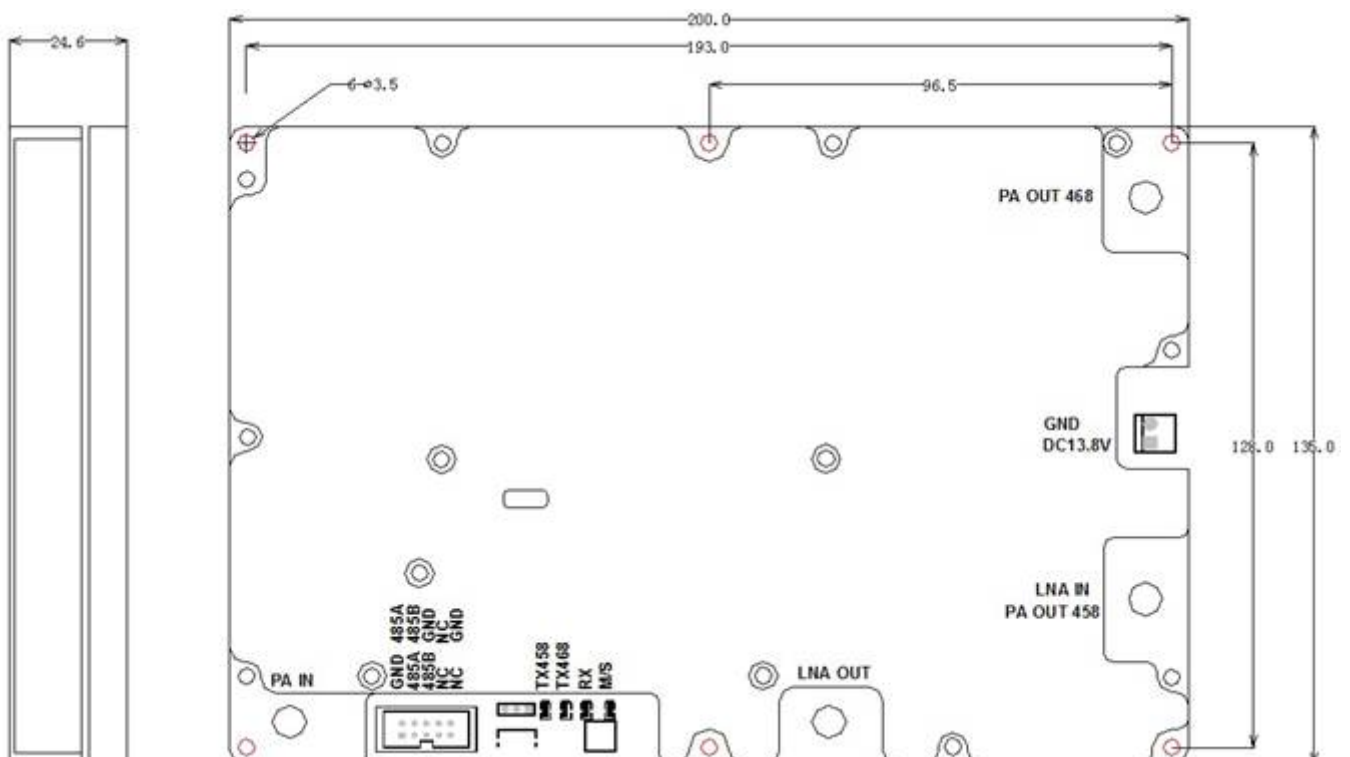 200.0
24.6
193.0
6-ø3.5
96.5
PA OUT 468
GND
DC13.8V
128.0
135.0
LNA IN
PA OUT 458
GND 485A
485A 485B
485B GND
NC NC
NC GND
TX458
TX468
RX
M/S
PA IN
LNA OUT